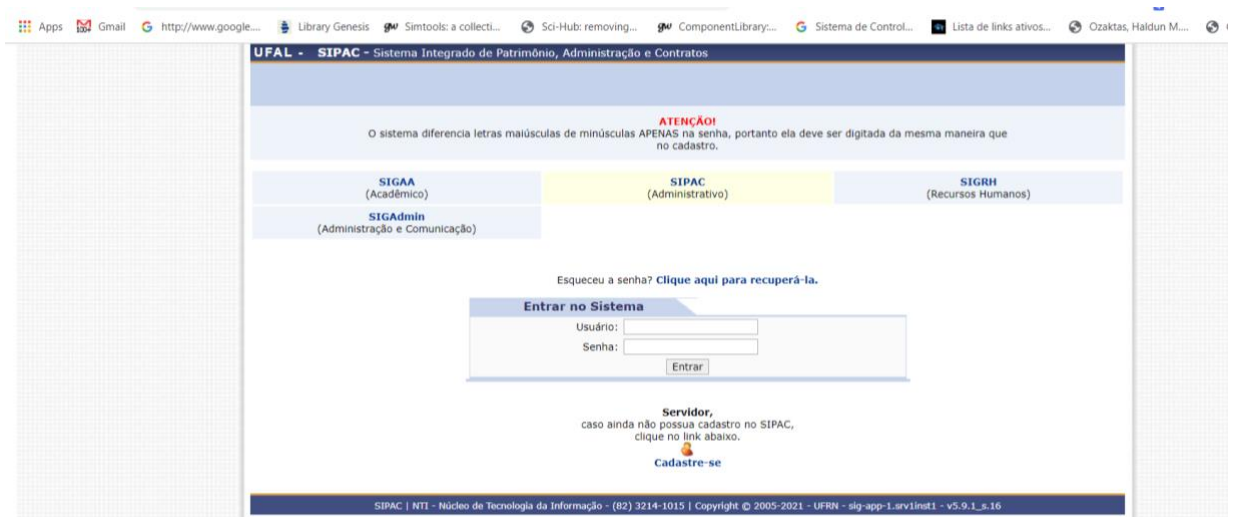 Apps Gmail http://www.google.... Library Genesis Simtools: a collecti... Sci-Hub: removing... ComponentLibrary:... Sistema de Control... Lista de links ativos... Ozaktas, Haldun M....
UFAL - SIPAC - Sistema Integrado de Patrimônio, Administração e Contratos
ATENÇÃO!
O sistema diferencia letras maiúsculas de minúsculas APENAS na senha, portanto ela deve ser digitada da mesma maneira que
no cadastro.
SIGAA SIPAC SIGRH
(Acadêmico) (Administrativo) (Recursos Humanos)
SIGAdmin
(Administração e Comunicação)
Esqueceu a senha? Clique aqui para recuperá-la.
Entrar no Sistema
Usuário:
Senha:
Entrar
Servidor,
caso ainda não possua cadastro no SIPAC,
clique no link abaixo.
Cadastre-se
SIPAC | NTI - Núcleo de Tecnologia da Informação - (82) 3214-1015 | Copyright © 2005-2021 - UFRN - sig-app-1.srv1inst1 - v5.9.1_s.16